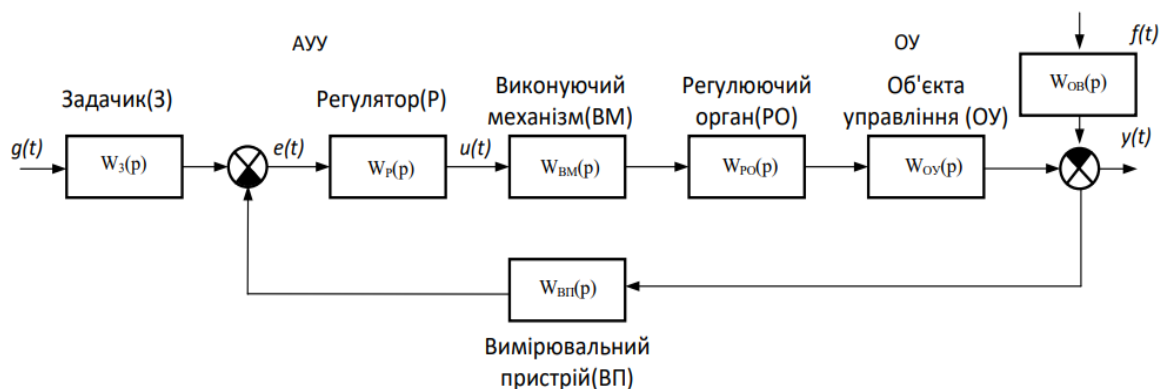 АУУ
ОУ
f(t)
Задачик(З)
Регулятор(Р)
Виконуючий
механізм(ВМ)
Регулюючий
орган(РО)
Об'єкта
управління (ОУ)
WОВ(p)
g(t)
WЗ(p)
e(t)
WР(p)
u(t)
WВМ(p)
WРО(p)
WОУ(p)
y(t)
WВП(p)
Вимірювальний
пристрій(ВП)